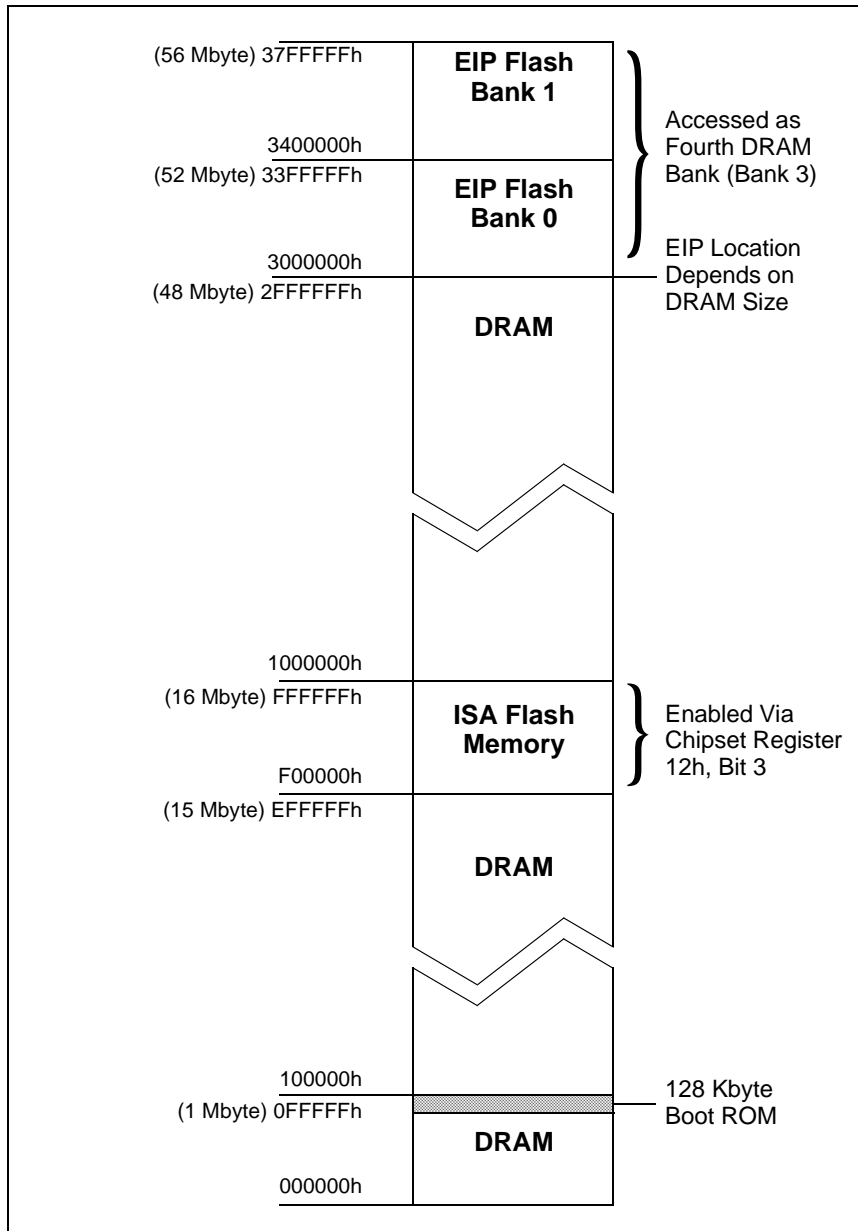 (56 Mbyte) 37FFFFFh
EIP Flash
Bank 1
Accessed as
Fourth DRAM
Bank (Bank 3)
3400000h
(52 Mbyte) 33FFFFFh
EIP Flash
Bank 0
EIP Location
Depends on
DRAM Size
3000000h
(48 Mbyte) 2FFFFFFh
DRAM
1000000h
(16 Mbyte) FFFFFFh
ISA Flash
Memory
Enabled Via
Chipset Register
12h, Bit 3
F00000h
(15 Mbyte) EFFFFFh
DRAM
100000h
(1 Mbyte) 0FFFFFh
128 Kbyte
Boot ROM
DRAM
000000h